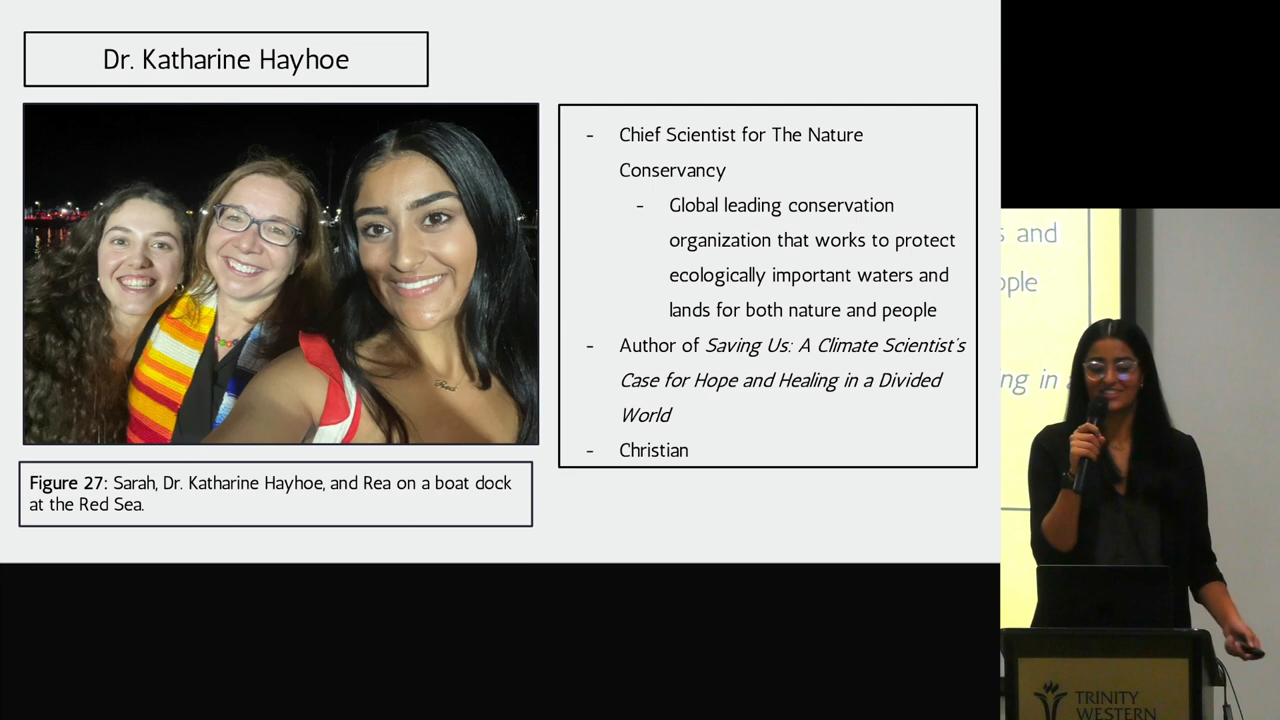 Dr. Katharine Hayhoe
- Chief Scientist for The Nature
Conservancy
- Global leading conservation
organization that works to protect
ecologically important waters and
lands for both nature and people
- Author of Saving Us: A Climate Scientist's
Case for Hope and Healing in a Divided
World
- Christian
Figure 27: Sarah, Dr. Katharine Hayhoe, and Rea on a boat dock
at the Red Sea.
and
ing in
TRINITY
WESTERN